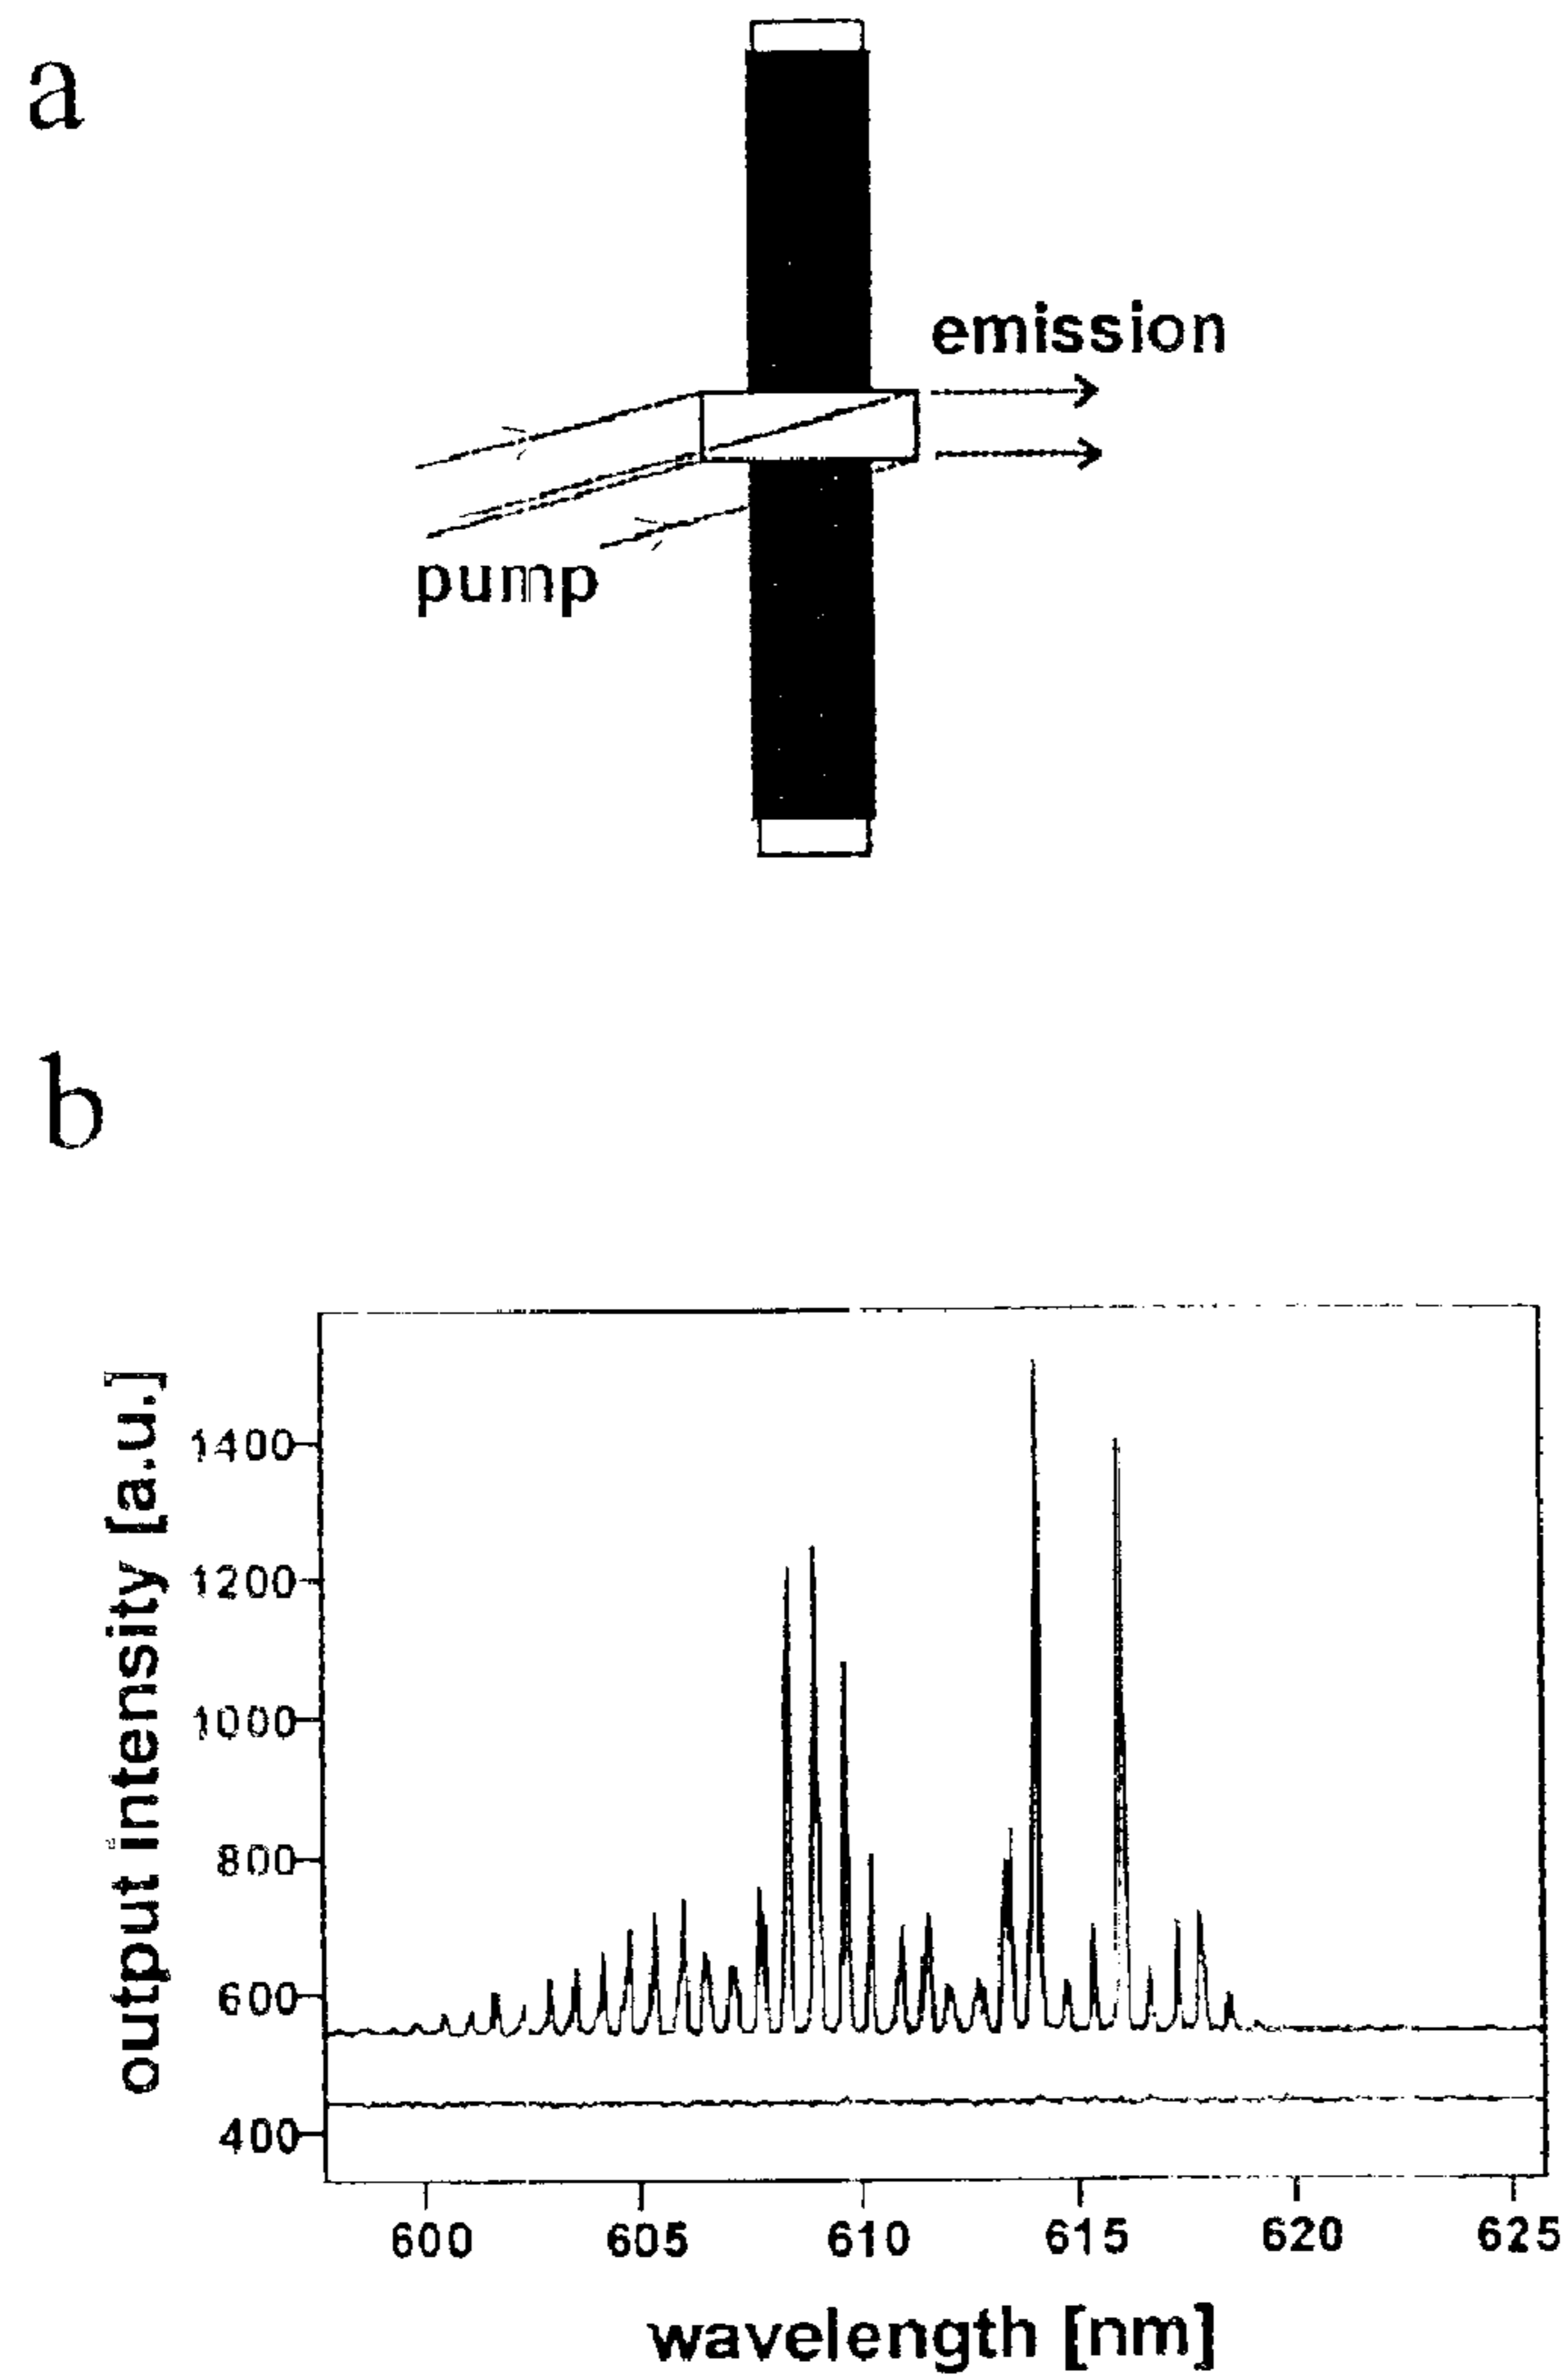 a
emission
pump
b
output intensity [a.u.]
1400
1200
1000
800
600
400
600 605 610 615 620 625
wavelength [nm]